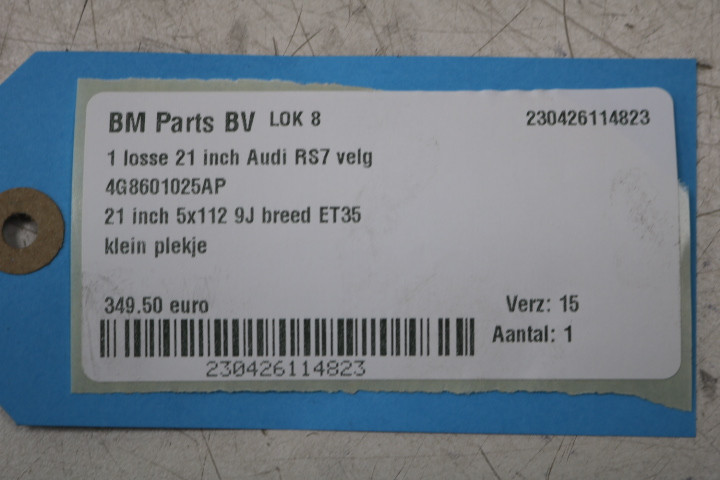 BM Parts BV LOK 8 230426114823
1 losse 21 inch Audi RS7 velg
4G8601025AP
21 inch 5x112 9J breed ET35
klein plekje
349.50 euro Verz: 15
Aantal: 1
230426114823